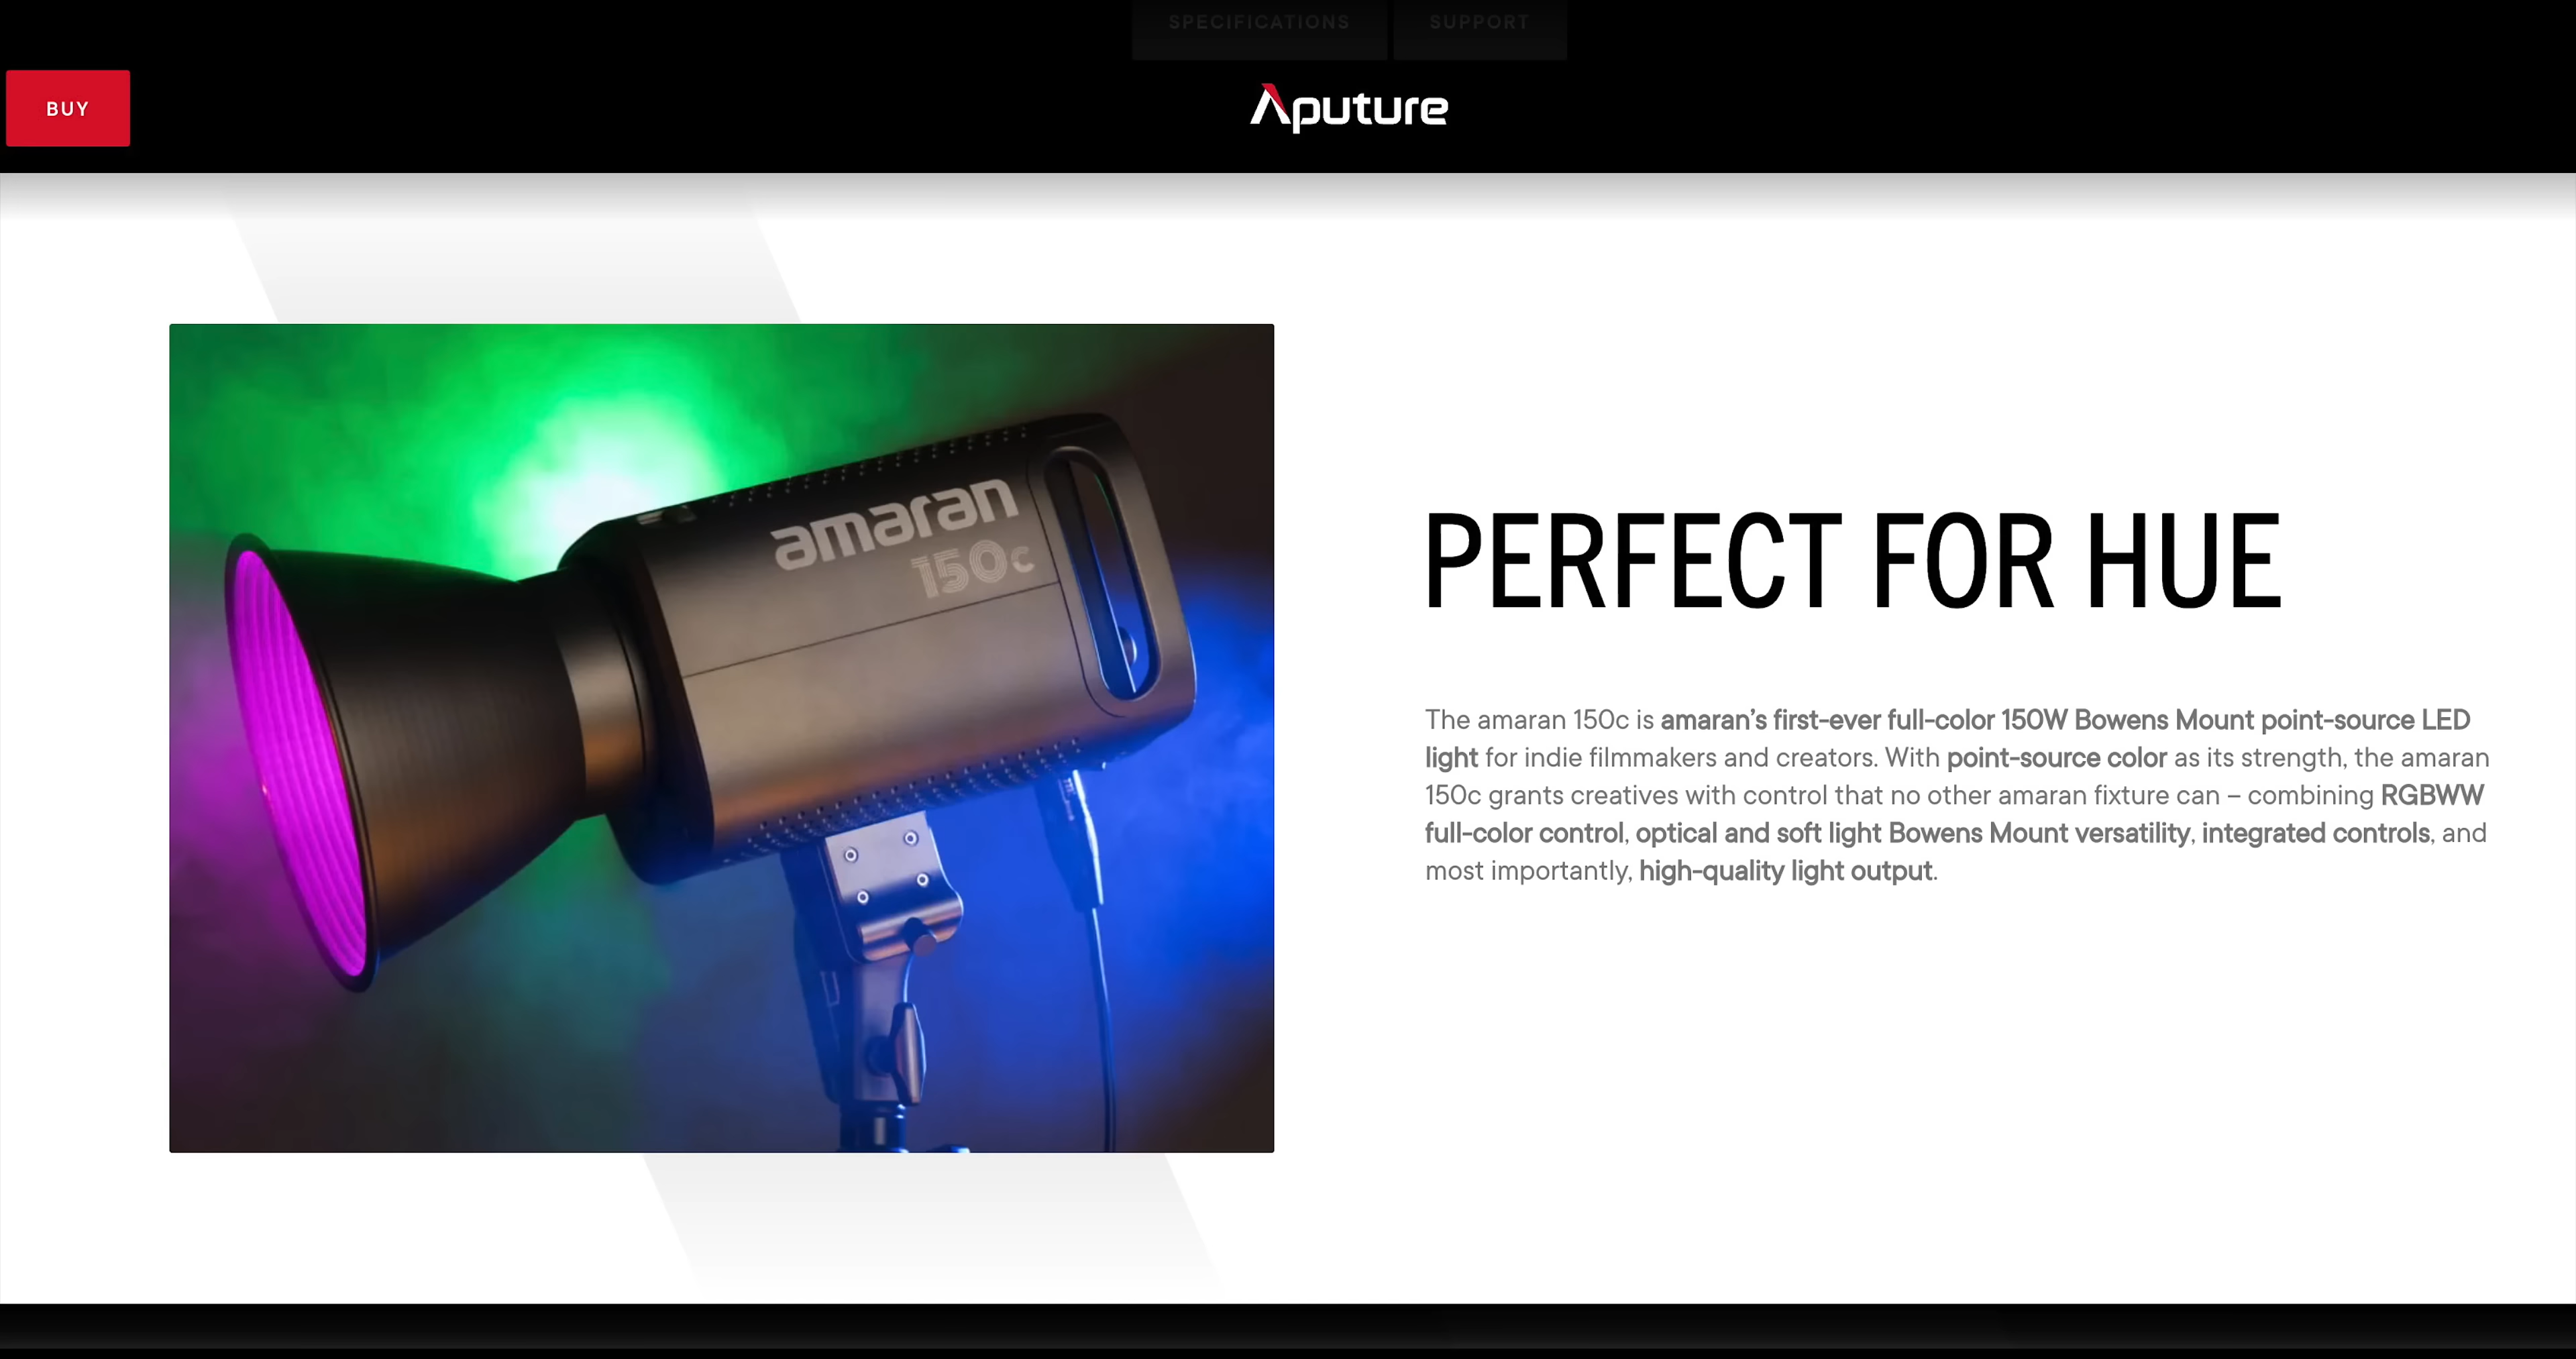 SPECIFICATIONS SUPPORT
BUY
Aputure
amaran
150c
PERFECT FOR HUE
The amaran 150c is amaran’s first-ever full-color 150W Bowens Mount point-source LED
light for indie filmmakers and creators. With point-source color as its strength, the amaran
150c grants creatives with control that no other amaran fixture can – combining RGBWW
full-color control, optical and soft light Bowens Mount versatility, integrated controls, and
most importantly, high-quality light output.